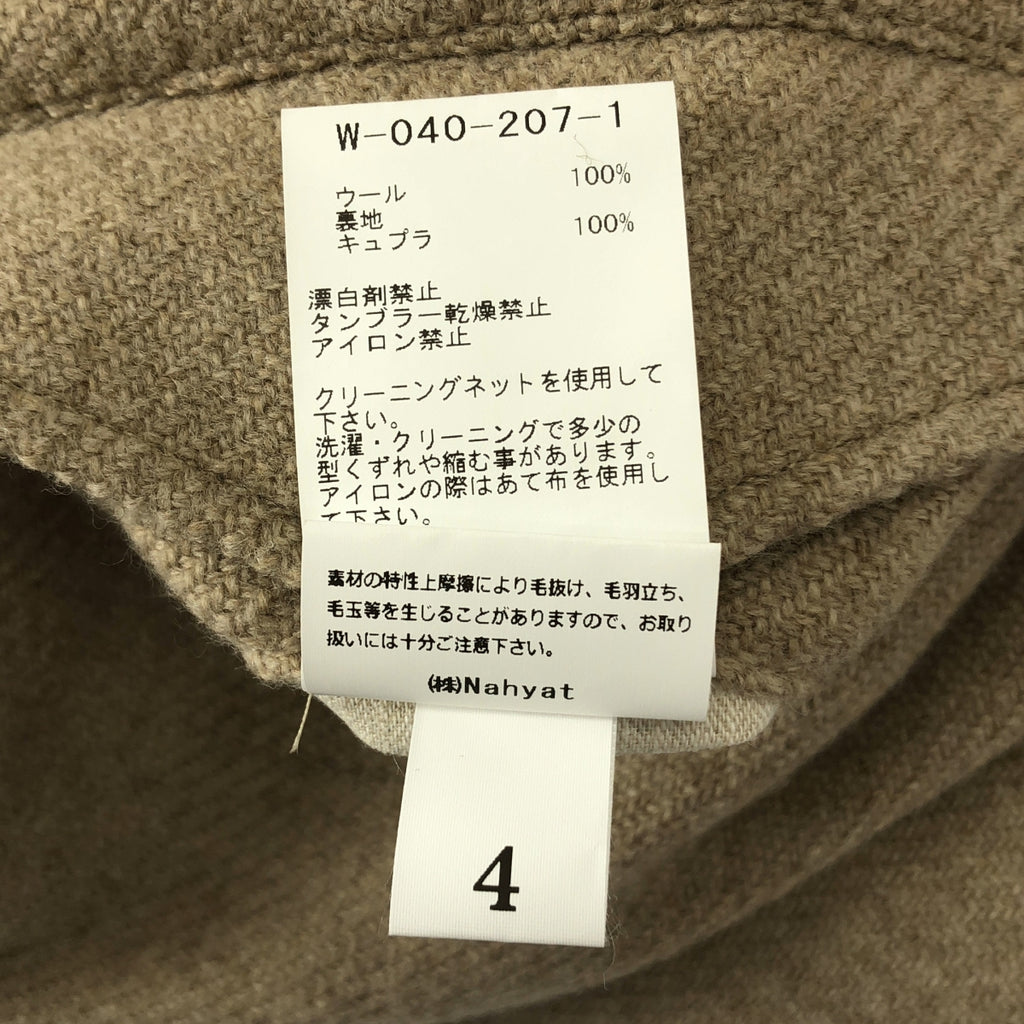 W-040-207-1
ウール 100%
裏地
キュプラ 100%
漂白剤禁止
タンブラー乾燥禁止
アイロン禁止
クリーニングネットを使用して
下さい。
洗濯・クリーニングで多少の
型くずれや縮む事があります。
アイロンの際はあて布を使用し
て下さい。
素材の特性上摩擦により毛抜け、毛羽立ち、
毛玉等を生じることがありますので、お取り
扱いには十分ご注意下さい。
㈱Nahyat
4